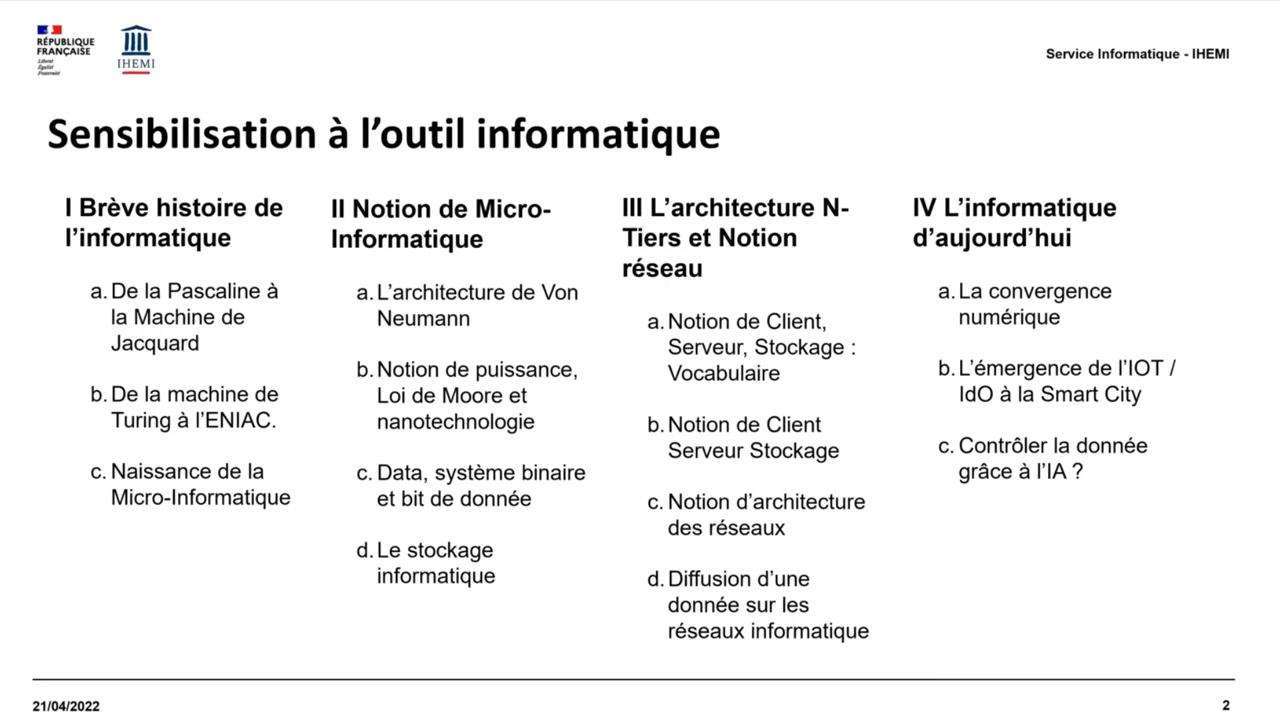 RÉPUBLIQUE
FRANÇAISE
Liberté
Égalité
Fraternité
IHEMI
Service Informatique - IHEMI
Sensibilisation à l’outil informatique
I Brève histoire de
l’informatique
a. De la Pascaline à
la Machine de
Jacquard
b. De la machine de
Turing à l’ENIAC.
c. Naissance de la
Micro-Informatique
II Notion de Micro-
Informatique
a. L’architecture de Von
Neumann
b. Notion de puissance,
Loi de Moore et
nanotechnologie
c. Data, système binaire
et bit de donnée
d. Le stockage
informatique
III L’architecture N-
Tiers et Notion
réseau
a. Notion de Client,
Serveur, Stockage :
Vocabulaire
b. Notion de Client
Serveur Stockage
c. Notion d’architecture
des réseaux
d. Diffusion d’une
donnée sur les
réseaux informatique
IV L’informatique
d’aujourd’hui
a. La convergence
numérique
b. L’émergence de l’IOT /
IdO à la Smart City
c. Contrôler la donnée
grâce à l’IA ?
21/04/2022
2